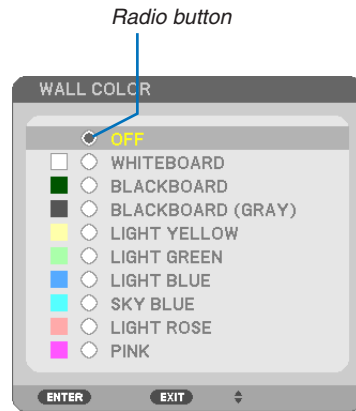 Radio button
WALL COLOR
OFF
WHITEBOARD
BLACKBOARD
BLACKBOARD (GRAY)
LIGHT YELLOW
LIGHT GREEN
LIGHT BLUE
SKY BLUE
LIGHT ROSE
PINK
ENTER EXIT